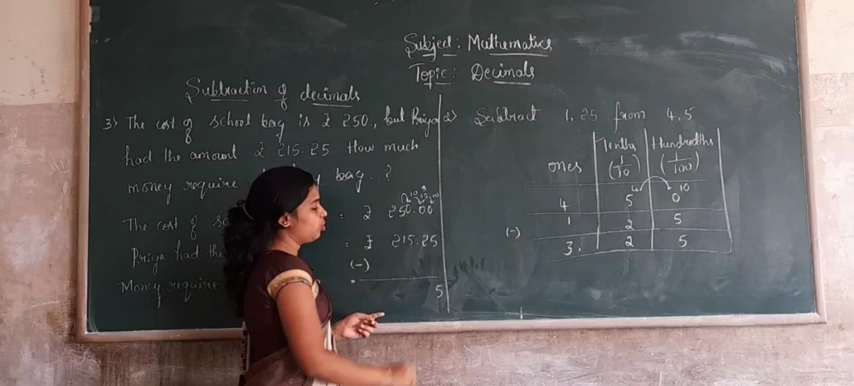 Subject: Mathematics
Topic: Decimals
Subtraction of decimals
3) The cost of school bag is ₹ 250., but Priya
had the amount ₹ 215.25 How much
money require bag. ?
The cost of = ₹ 250.00
Priya had the = ₹ 215.25
(-)
Money require 5
2) Subtract 1.25 from 4.5
ones Tenths (1/10) Hundredths (1/100)
4 10
4 5 0
(-) 1 2 5
3. 2 5